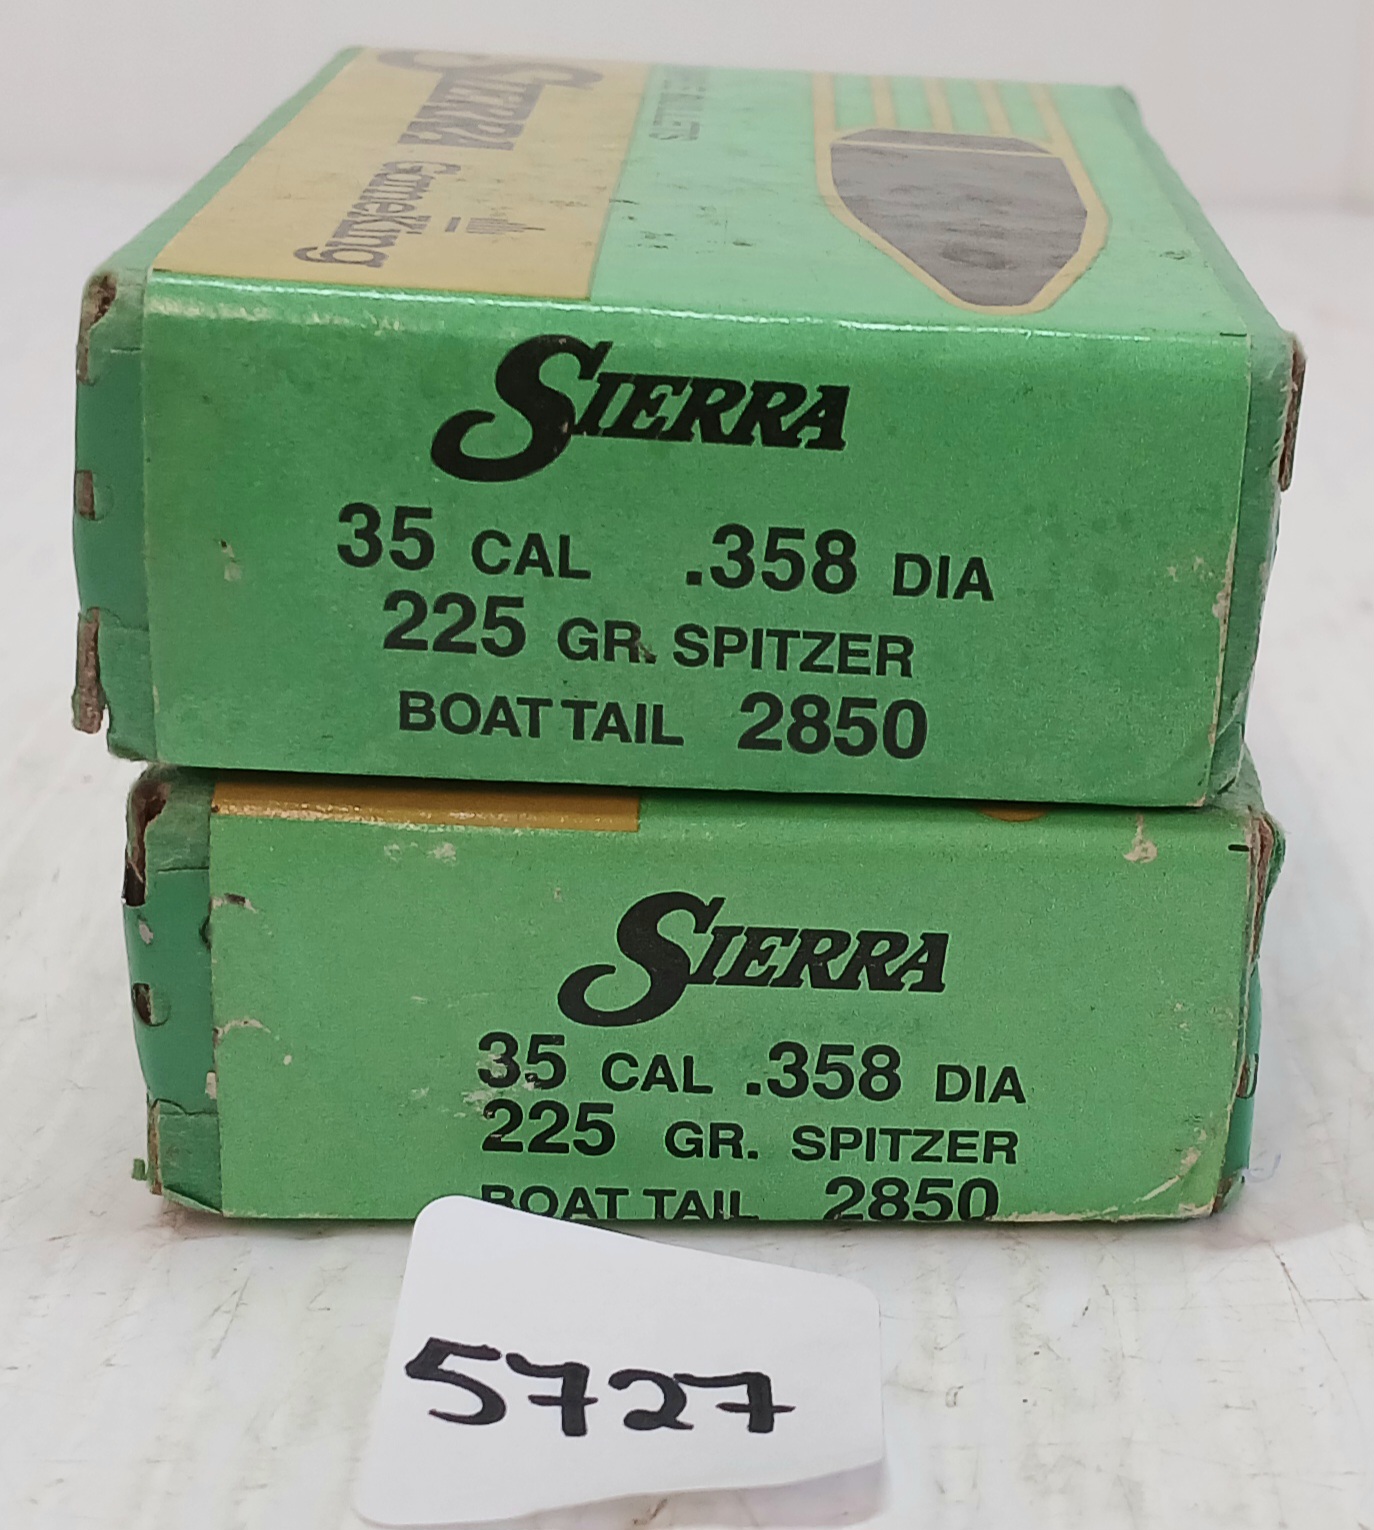 SIERRA
GameKing
BULLETS
SIERRA
35 CAL .358 DIA
225 GR. SPITZER
BOAT TAIL 2850
SIERRA
35 CAL .358 DIA
225 GR. SPITZER
BOAT TAIL 2850
5727